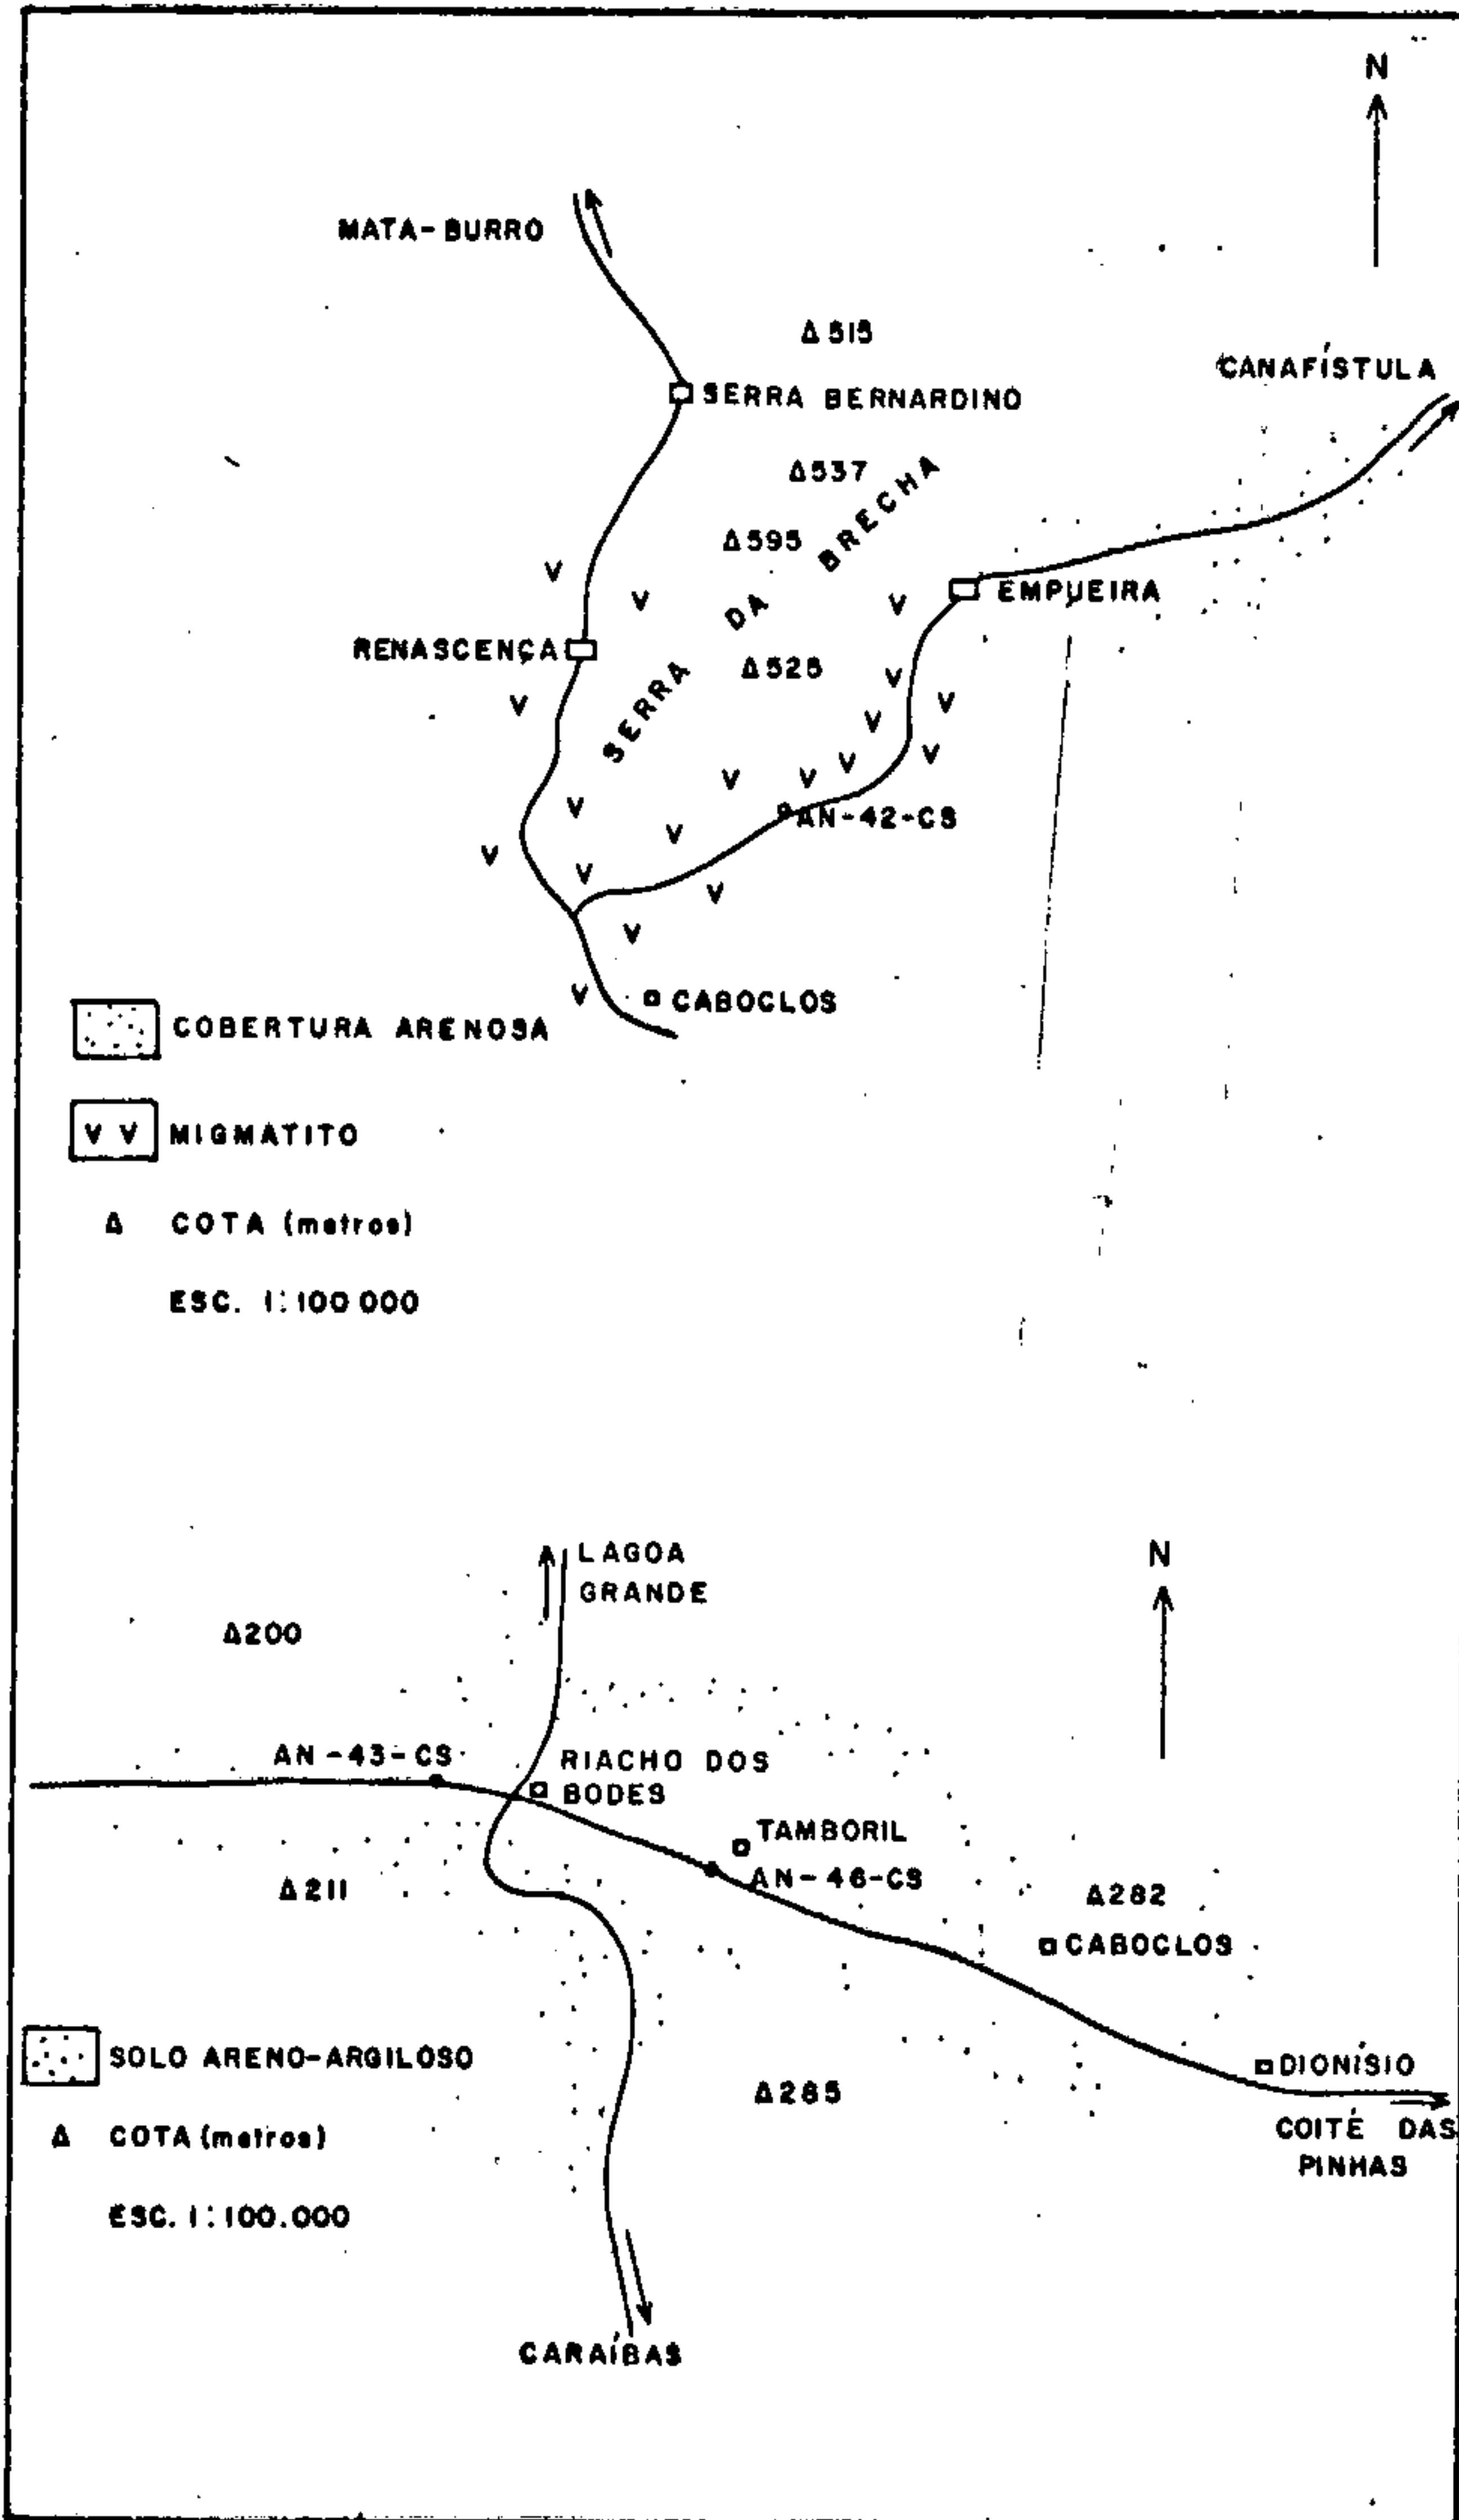 N
MATA-BURRO
Δ 515
CANAFÍSTULA
SERRA BERNARDINO
Δ537
Δ595
SERRA DA BRECHA
EMPUEIRA
RENASCENÇA
Δ525
AN-42-CS
CABOCLOS
COBERTURA ARENOSA
V V MIGMATITO
Δ COTA (metros)
ESC. 1:100 000
LAGOA
GRANDE
N
Δ200
AN-43-CS
RIACHO DOS
BODES
TAMBORIL
AN-46-CS
Δ211
Δ282
CABOCLOS
SOLO ARENO-ARGILOSO
DIONÍSIO
Δ285
Δ COTA (metros)
COITÉ DAS
PINHAS
ESC. 1:100.000
CARAÍBAS